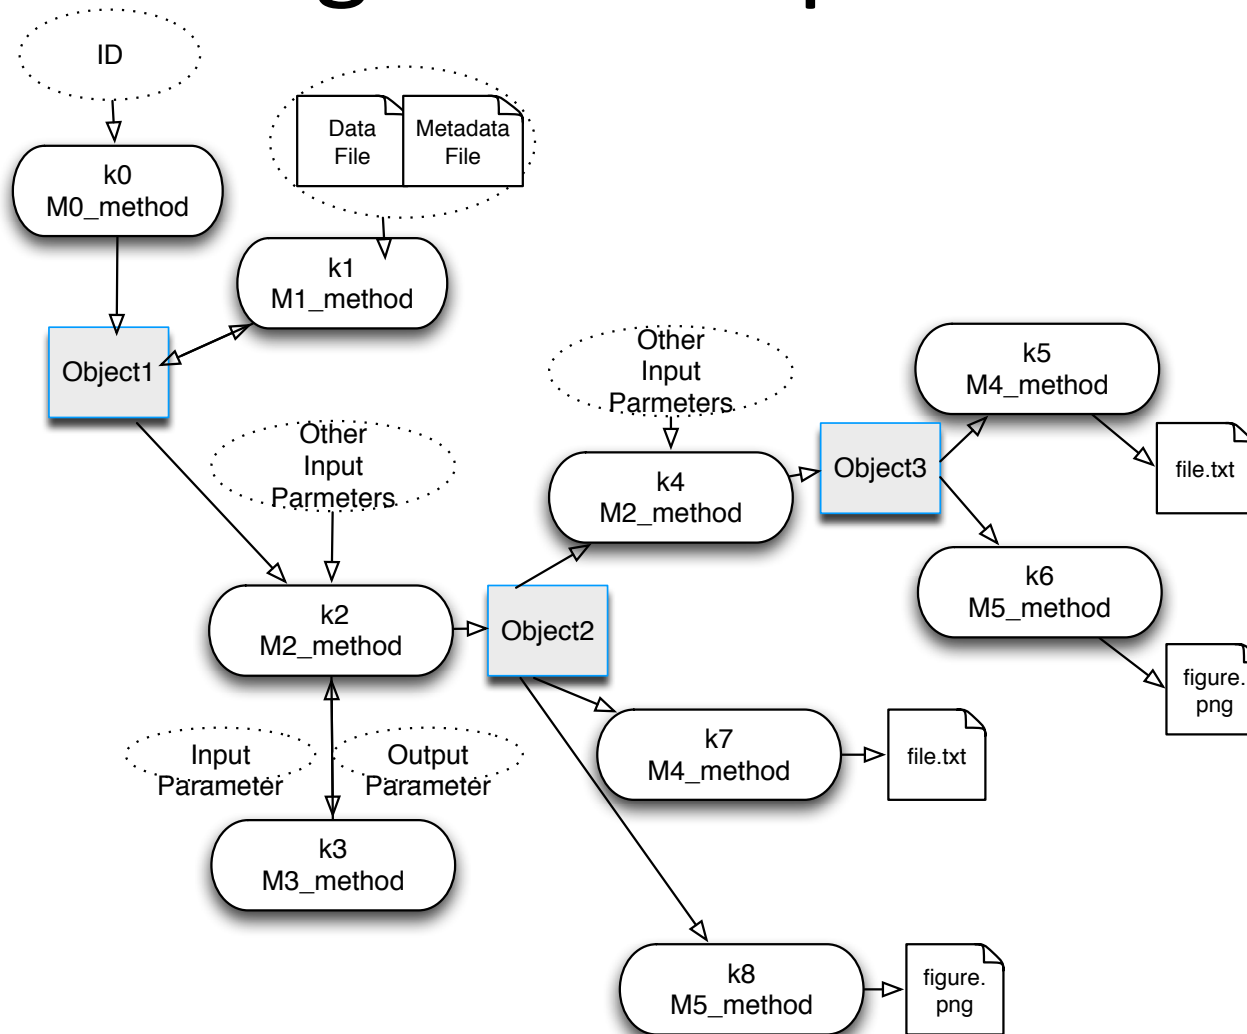 ID
Data
File
Metadata
File
k0
M0_method
k1
M1_method
Object1
Other
Input
Parmeters
k5
M4_method
Other
Input
Parmeters
k4
M2_method
Object3
file.txt
k2
M2_method
Object2
k6
M5_method
figure.
png
Input
Parameter
Output
Parameter
k7
M4_method
file.txt
k3
M3_method
k8
M5_method
figure.
png